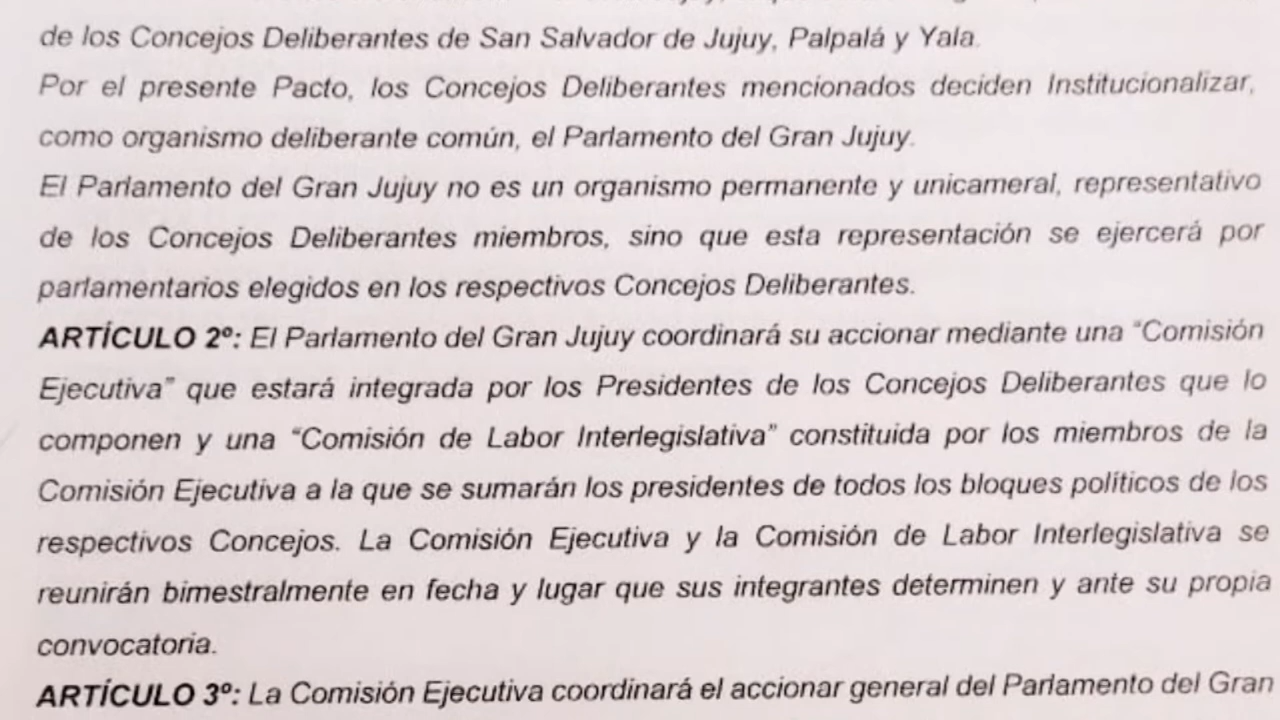 de los Concejos Deliberantes de San Salvador de Jujuy, Palpalá y Yala.
Por el presente Pacto, los Concejos Deliberantes mencionados deciden Institucionalizar,
como organismo deliberante común, el Parlamento del Gran Jujuy.
El Parlamento del Gran Jujuy no es un organismo permanente y unicameral, representativo
de los Concejos Deliberantes miembros, sino que esta representación se ejercerá por
parlamentarios elegidos en los respectivos Concejos Deliberantes.
ARTÍCULO 2º: El Parlamento del Gran Jujuy coordinará su accionar mediante una “Comisión
Ejecutiva” que estará integrada por los Presidentes de los Concejos Deliberantes que lo
componen y una “Comisión de Labor Interlegislativa” constituida por los miembros de la
Comisión Ejecutiva a la que se sumarán los presidentes de todos los bloques políticos de los
respectivos Concejos. La Comisión Ejecutiva y la Comisión de Labor Interlegislativa se
reunirán bimestralmente en fecha y lugar que sus integrantes determinen y ante su propia
convocatoria.
ARTÍCULO 3º: La Comisión Ejecutiva coordinará el accionar general del Parlamento del Gran